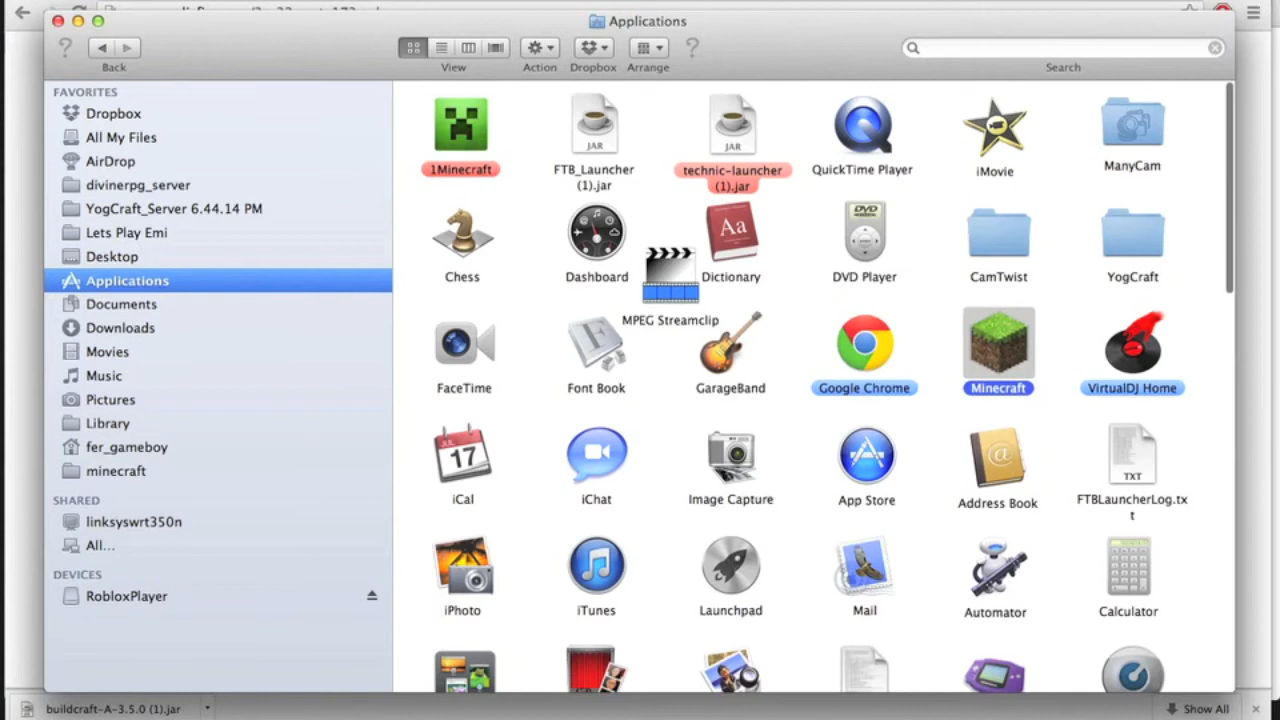 Applications
Back
View
Action
Dropbox
Arrange
Search
FAVORITES
Dropbox
All My Files
AirDrop
divinerpg_server
YogCraft_Server 6.44.14 PM
Lets Play Emi
Desktop
Applications
Documents
Downloads
Movies
Music
Pictures
Library
fer_gameboy
minecraft
SHARED
linksyswrt350n
All...
DEVICES
RobloxPlayer
JAR
JAR
1Minecraft
FTB_Launcher
(1).jar
technic-launcher
(1).jar
QuickTime Player
iMovie
ManyCam
DVD
Aa
Chess
Dashboard
Dictionary
DVD Player
CamTwist
YogCraft
MPEG Streamclip
F
FaceTime
Font Book
GarageBand
Google Chrome
Minecraft
VirtualDJ Home
JUL
17
@
TXT
iCal
iChat
Image Capture
App Store
Address Book
FTBLauncherLog.tx
t
iPhoto
iTunes
Launchpad
Mail
Automator
Calculator
buildcraft-A-3.5.0 (1).jar
Show All